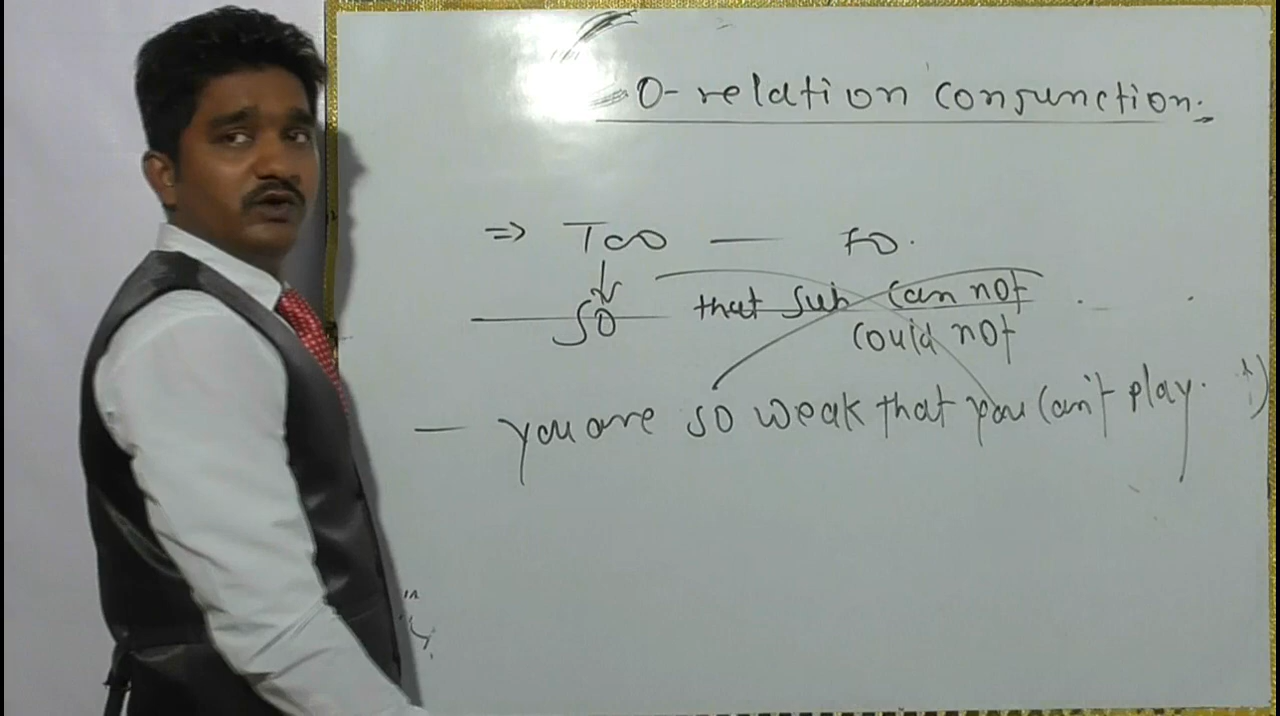 O-relation conjunction.
=> Too — to.
↓
— so — that sub can not
could not
— you are so weak that you can't play.